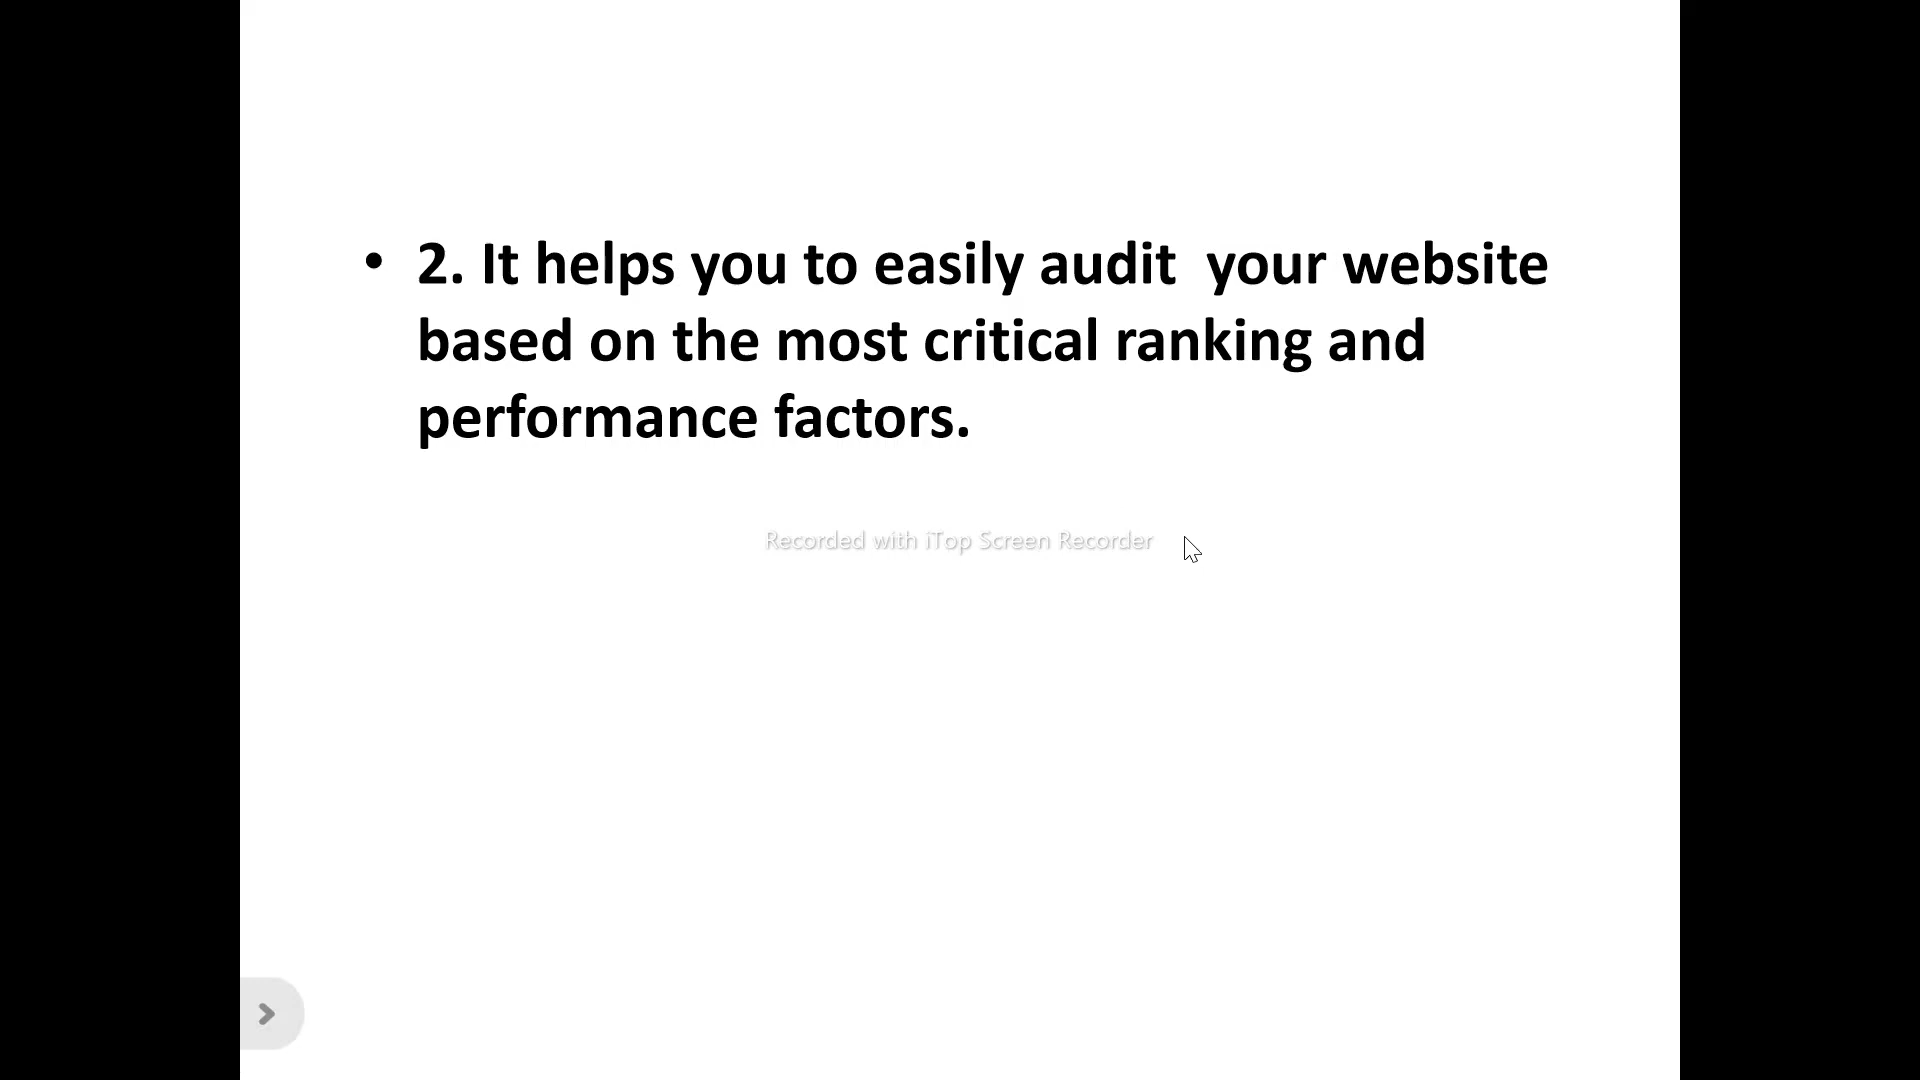 • 2. It helps you to easily audit  your website
based on the most critical ranking and
performance factors.
Recorded with iTop Screen Recorder